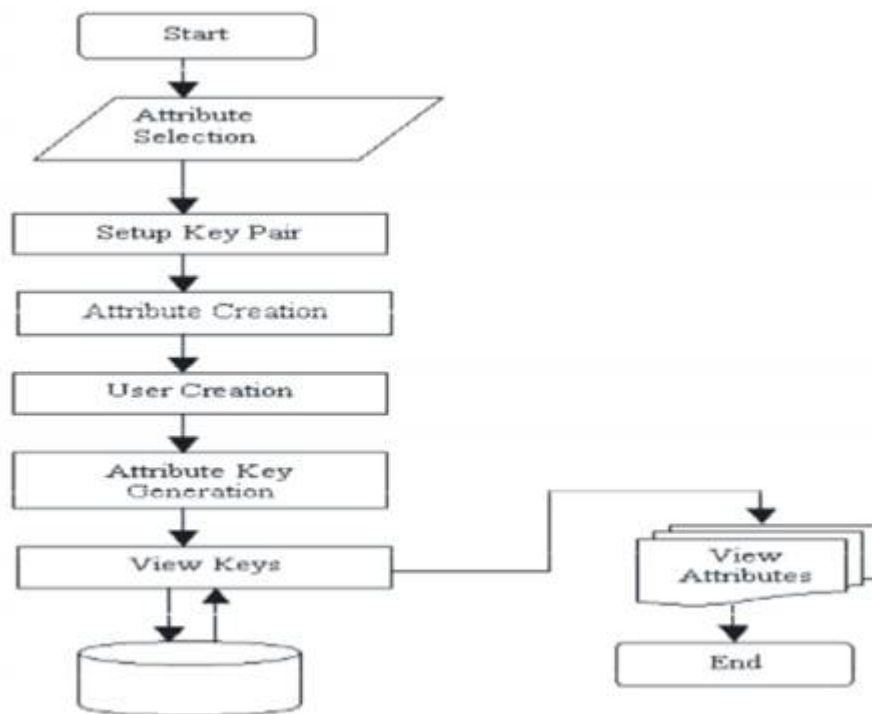 Start
Attribute
Selection
Setup Key Pair
Attribute Creation
User Creation
Attribute Key
Generation
View Keys
View
Attributes
End